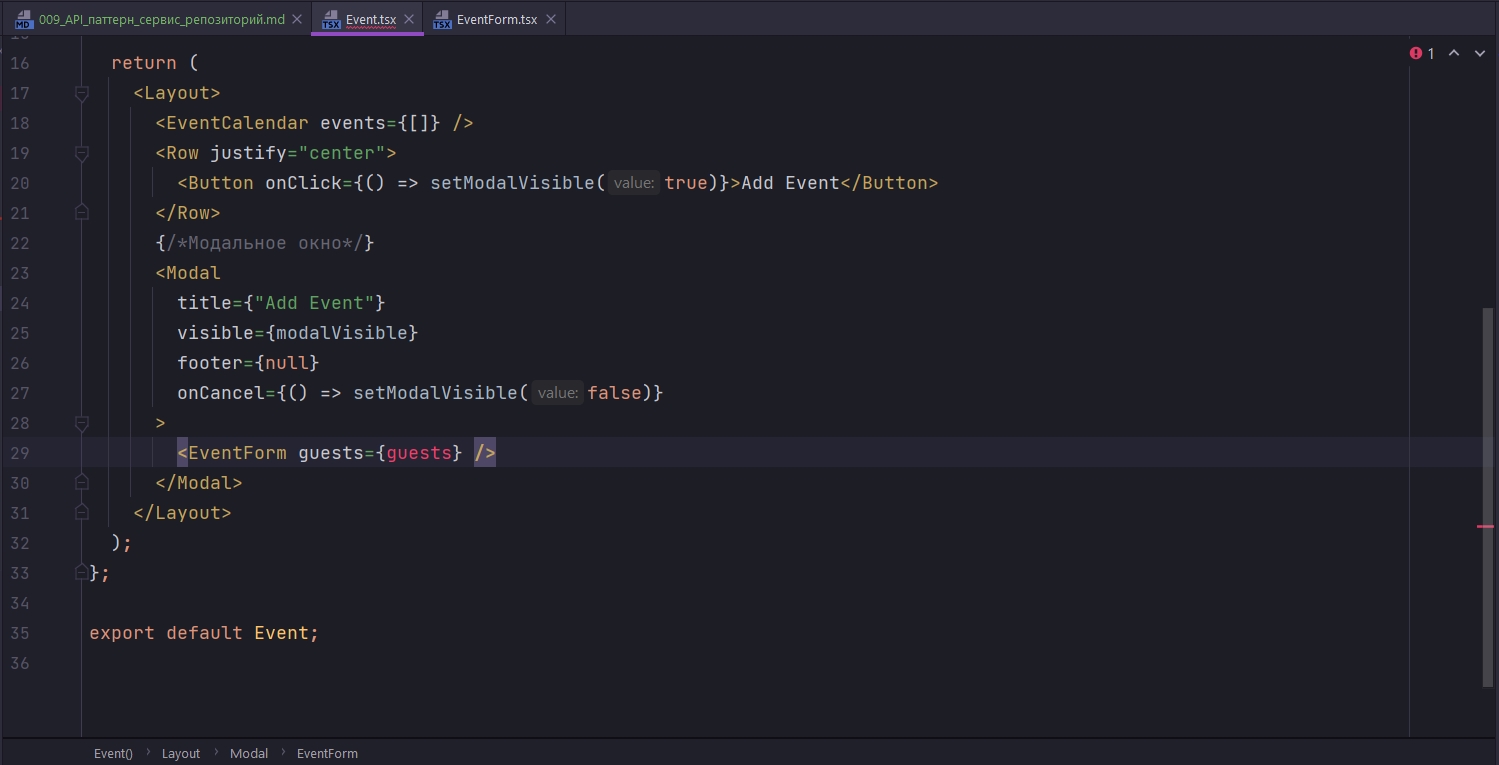 MD 009_API_паттерн_сервис_репозиторий.md TSX Event.tsx TSX EventForm.tsx
1
16 return (
17 <Layout>
18 <EventCalendar events={[]} />
19 <Row justify="center">
20 <Button onClick={() => setModalVisible( value: true)}>Add Event</Button>
21 </Row>
22 {/*Модальное окно*/}
23 <Modal
24 title={"Add Event"}
25 visible={modalVisible}
26 footer={null}
27 onCancel={() => setModalVisible( value: false)}
28 >
29 <EventForm guests={guests} />
30 </Modal>
31 </Layout>
32 );
33 };
34
35 export default Event;
36
Event() Layout Modal EventForm